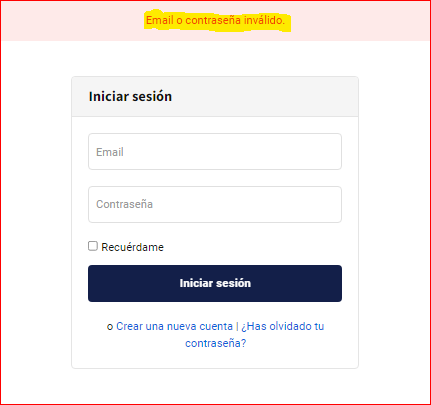 Email o contraseña inválido.
Iniciar sesión
Email
Contraseña
Recuérdame
Iniciar sesión
o Crear una nueva cuenta | ¿Has olvidado tu
contraseña?